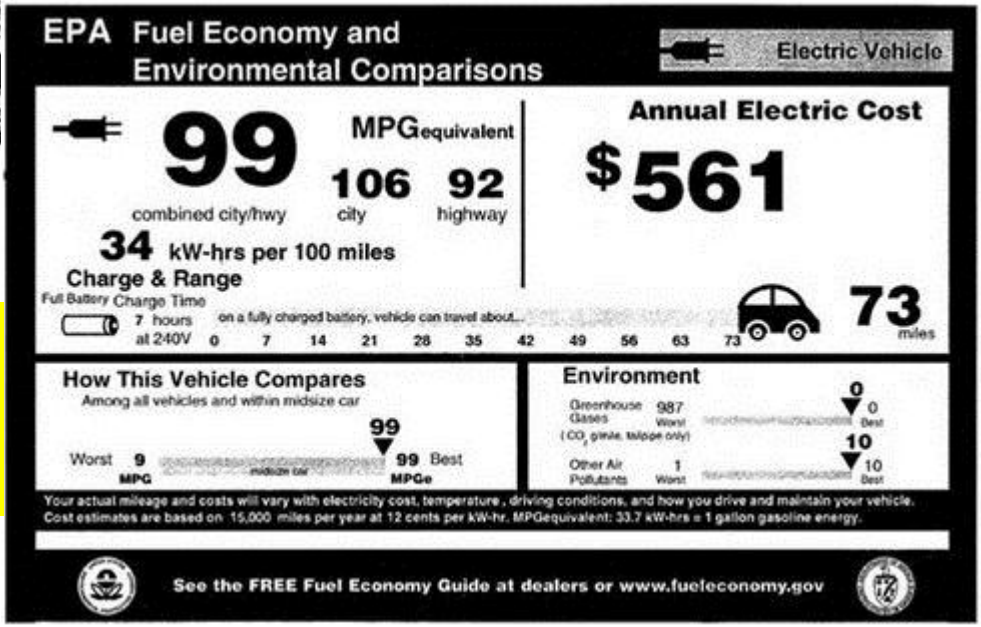 EPA Fuel Economy and
Environmental Comparisons
Electric Vehicle
99
combined city/hwy
MPGequivalent
106 city
92 highway
34 kW-hrs per 100 miles
Annual Electric Cost
$561
Charge & Range
Full Battery Charge Time
7 hours
at 240V
on a fully charged battery, vehicle can travel about...
0 7 14 21 28 35 42 49 56 63 73
73
miles
How This Vehicle Compares
Among all vehicles and within midsize car
99
Worst 9 99 Best
MPG midsize car MPGe
Environment
0
Greenhouse 987 0
Gases Worst Best
(CO2 g/mile, tailpipe only)
10
Other Air 1 10
Pollutants Worst Best
Your actual mileage and costs will vary with electricity cost, temperature, driving conditions, and how you drive and maintain your vehicle.
Cost estimates are based on 15,000 miles per year at 12 cents per kW-hr. MPGequivalent: 33.7 kW-hrs = 1 gallon gasoline energy.
See the FREE Fuel Economy Guide at dealers or www.fueleconomy.gov